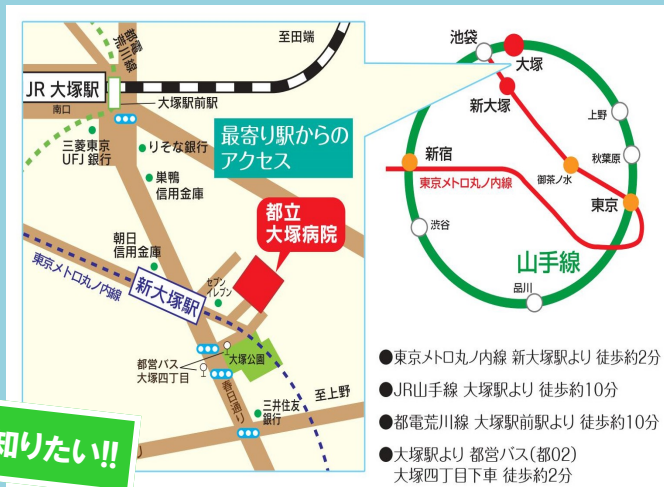 都電
荒川線
至田端
JR 大塚駅
南口
大塚駅前駅
三菱東京
UFJ 銀行
りそな銀行
巣鴨
信用金庫
最寄り駅からの
アクセス
都立
大塚病院
朝日
信用金庫
東京メトロ丸ノ内線
新大塚駅
セブン
イレブン
都営バス
大塚四丁目
大塚公園
春日通り
三井住友
銀行
至上野
り
知りたい!!
池袋
大塚
新大塚
上野
秋葉原
新宿
東京メトロ丸ノ内線
御茶ノ水
東京
渋谷
山手線
品川
●東京メトロ丸ノ内線 新大塚駅より 徒歩約2分
●JR山手線 大塚駅より 徒歩約10分
●都電荒川線 大塚駅前駅より 徒歩約10分
●大塚駅より 都営バス(都02)
大塚四丁目下車 徒歩約2分